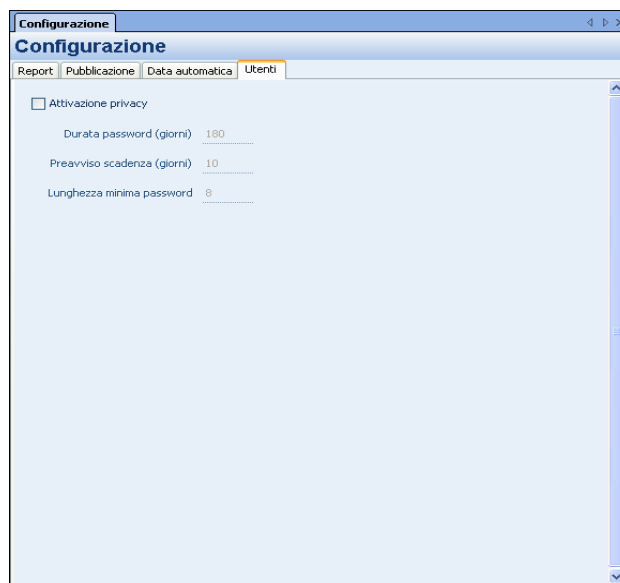 Configurazione
Configurazione
Report Pubblicazione Data automatica Utenti
Attivazione privacy
Durata password (giorni) 180
Preavviso scadenza (giorni) 10
Lunghezza minima password 8